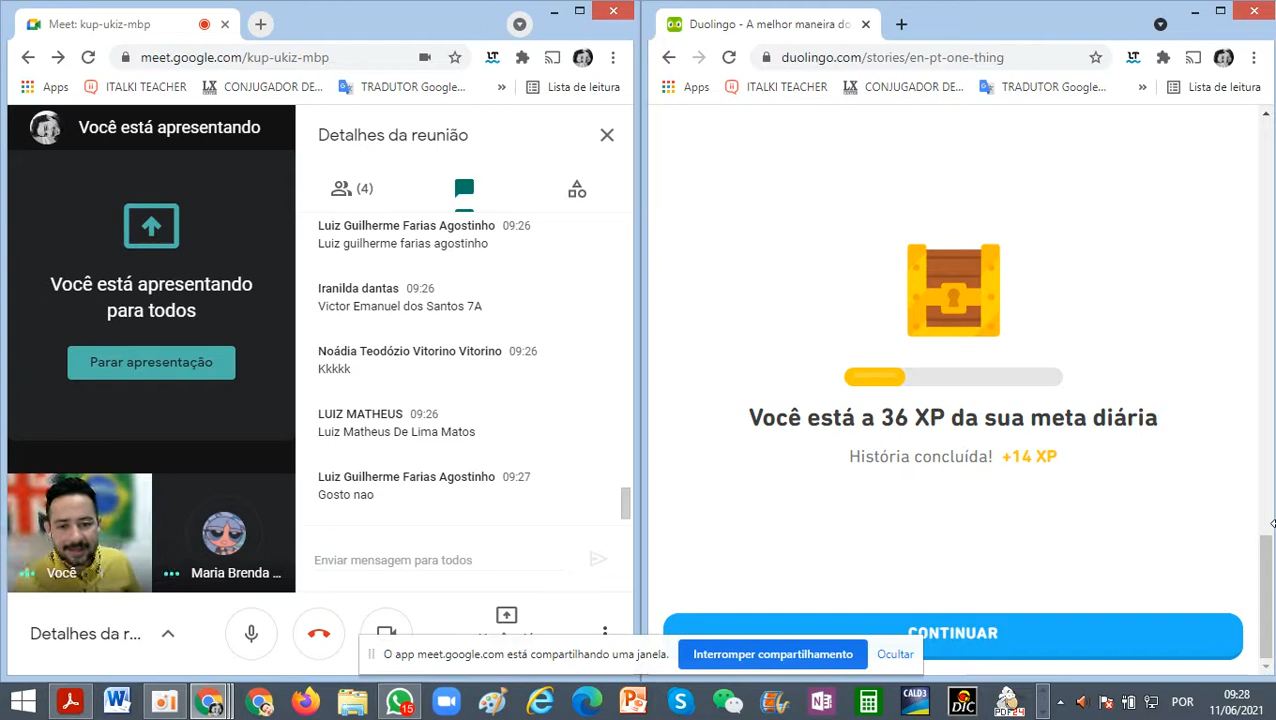 Meet: kup-ukiz-mbp
meet.google.com/kup-ukiz-mbp
Apps
ITALKI TEACHER
LX CONJUGADOR DE...
TRADUTOR Google...
»
Lista de leitura
Você está apresentando
Você está apresentando
para todos
Parar apresentação
Você
Maria Brenda ...
Detalhes da reunião
(4)
Luiz Guilherme Farias Agostinho 09:26
Luiz guilherme farias agostinho
Iranilda dantas 09:26
Victor Emanuel dos Santos 7A
Noádia Teodózio Vitorino Vitorino 09:26
Kkkkk
LUIZ MATHEUS 09:26
Luiz Matheus De Lima Matos
Luiz Guilherme Farias Agostinho 09:27
Gosto nao
Enviar mensagem para todos
Detalhes da r...
Duolingo - A melhor maneira do
duolingo.com/stories/en-pt-one-thing
Apps
ITALKI TEACHER
LX CONJUGADOR DE...
TRADUTOR Google...
»
Lista de leitura
Você está a 36 XP da sua meta diária
História concluída! +14 XP
CONTINUAR
O app meet.google.com está compartilhando uma janela.
Interromper compartilhamento
Ocultar
15
CALD3
DIC
PDF24
POR
09:28
11/06/2021